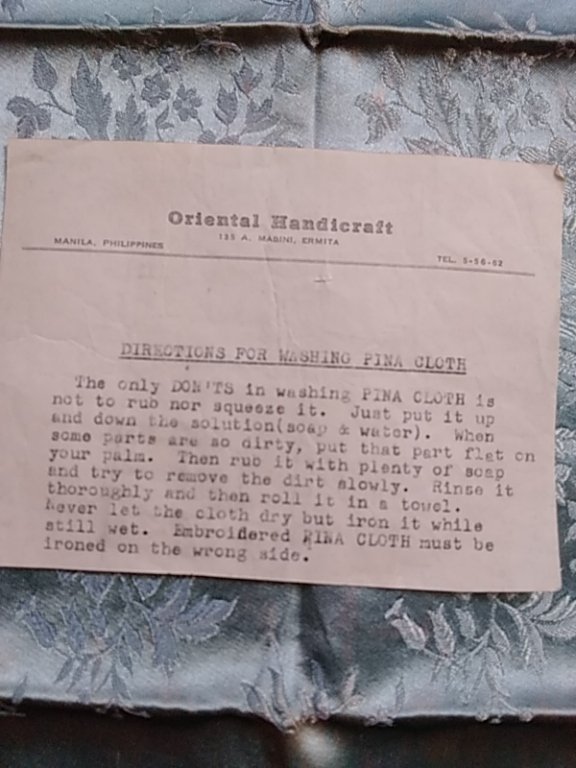 Oriental Handicraft
135 A. MABINI, ERMITA
MANILA, PHILIPPINES
TEL. 5-56-62
DIRECTIONS FOR WASHING PINA CLOTH
The only DON'TS in washing PINA CLOTH is
not to rub nor squeeze it. Just put it up
and down the solution(soap & water). When
some parts are so dirty, put that part flat on
your palm. Then rub it with plenty of soap
and try to remove the dirt slowly. Rinse it
thoroughly and then roll it in a towel.
Never let the cloth dry but iron it while
still wet. Embroidered PINA CLOTH must be
ironed on the wrong side.